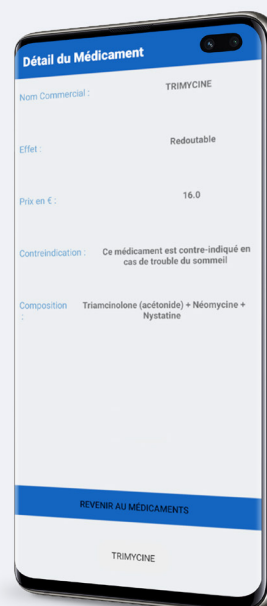 Détail du Médicament
Nom Commercial : TRIMYCINE
Effet : Redoutable
Prix en € : 16.0
Contreindication : Ce médicament est contre-indiqué en
cas de trouble du sommeil
Composition Triamcinolone (acétonide) + Néomycine +
: Nystatine
REVENIR AU MÉDICAMENTS
TRIMYCINE